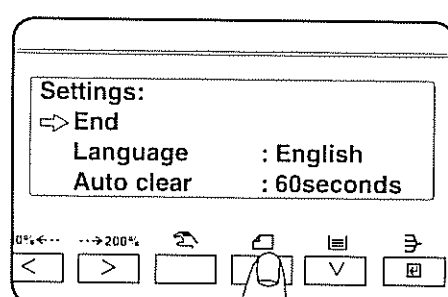 Settings:
⇨End
Language : English
Auto clear : 60seconds
0%←-- --→200%
< > ∨